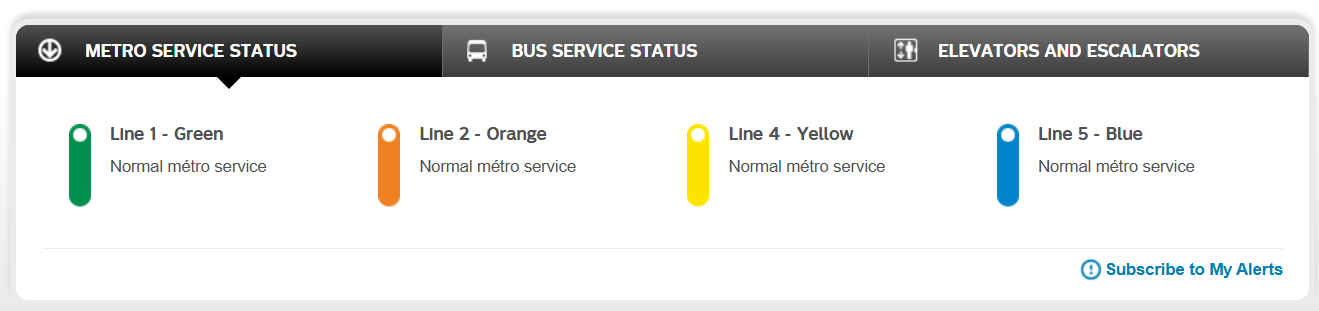 METRO SERVICE STATUS
BUS SERVICE STATUS
ELEVATORS AND ESCALATORS
Line 1 - Green
Normal métro service
Line 2 - Orange
Normal métro service
Line 4 - Yellow
Normal métro service
Line 5 - Blue
Normal métro service
Subscribe to My Alerts